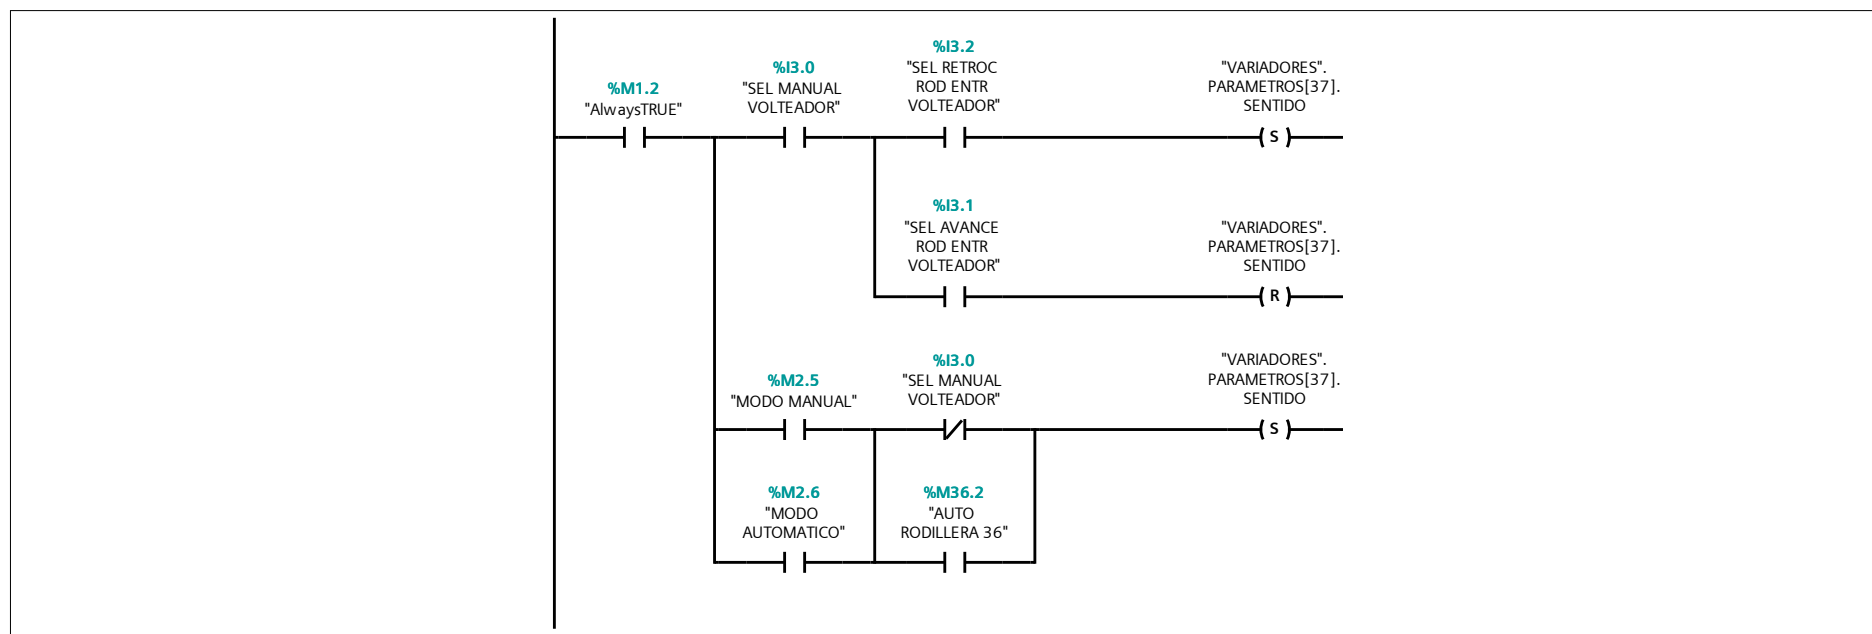 %M1.2
"AlwaysTRUE"
%I3.0
"SEL MANUAL
VOLTEADOR"
%I3.2
"SEL RETROC
ROD ENTR
VOLTEADOR"
"VARIADORES".
PARAMETROS[37].
SENTIDO
S
%I3.1
"SEL AVANCE
ROD ENTR
VOLTEADOR"
"VARIADORES".
PARAMETROS[37].
SENTIDO
R
%M2.5
"MODO MANUAL"
%I3.0
"SEL MANUAL
VOLTEADOR"
"VARIADORES".
PARAMETROS[37].
SENTIDO
S
%M2.6
"MODO
AUTOMATICO"
%M36.2
"AUTO
RODILLERA 36"